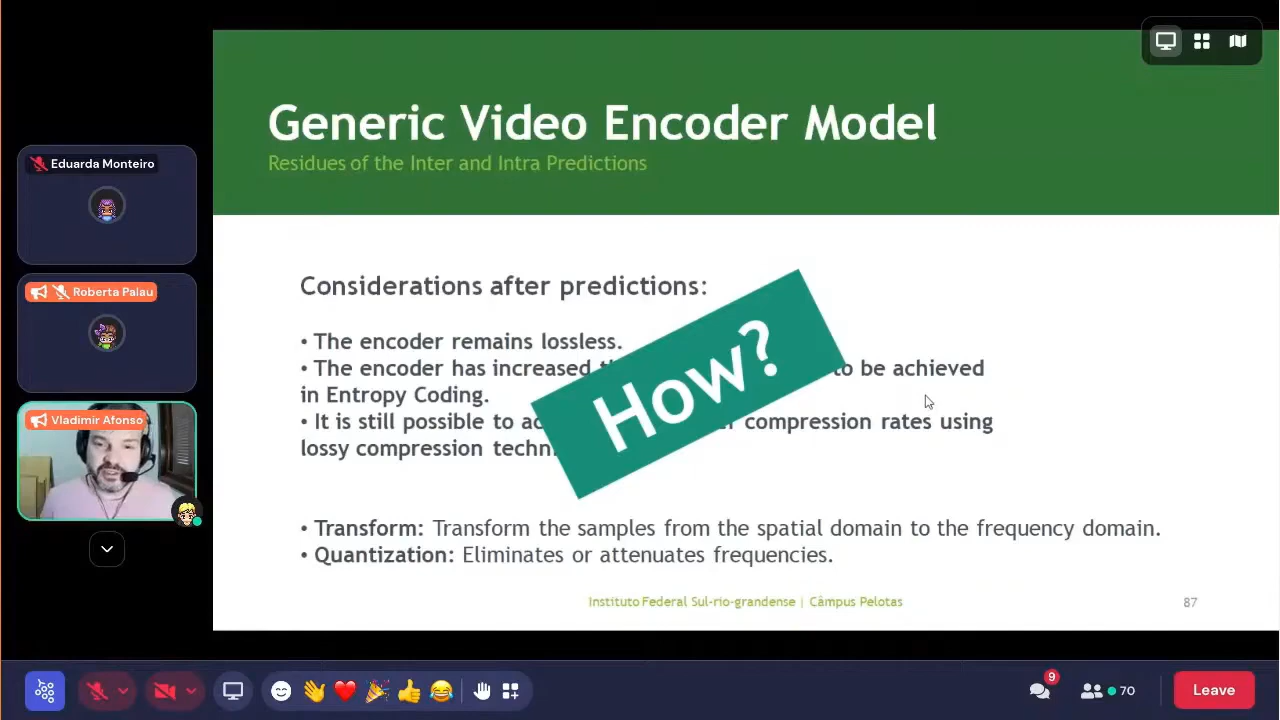 Generic Video Encoder Model
Residues of the Inter and Intra Predictions
Eduarda Monteiro
Roberta Palau
Vladimir Afonso
Considerations after predictions:
• The encoder remains lossless.
• The encoder has increased to be achieved
in Entropy Coding.
• It is still possible to compression rates using
lossy compression
How?
• Transform: Transform the samples from the spatial domain to the frequency domain.
• Quantization: Eliminates or attenuates frequencies.
Instituto Federal Sul-rio-grandense | Câmpus Pelotas
87
9
70
Leave